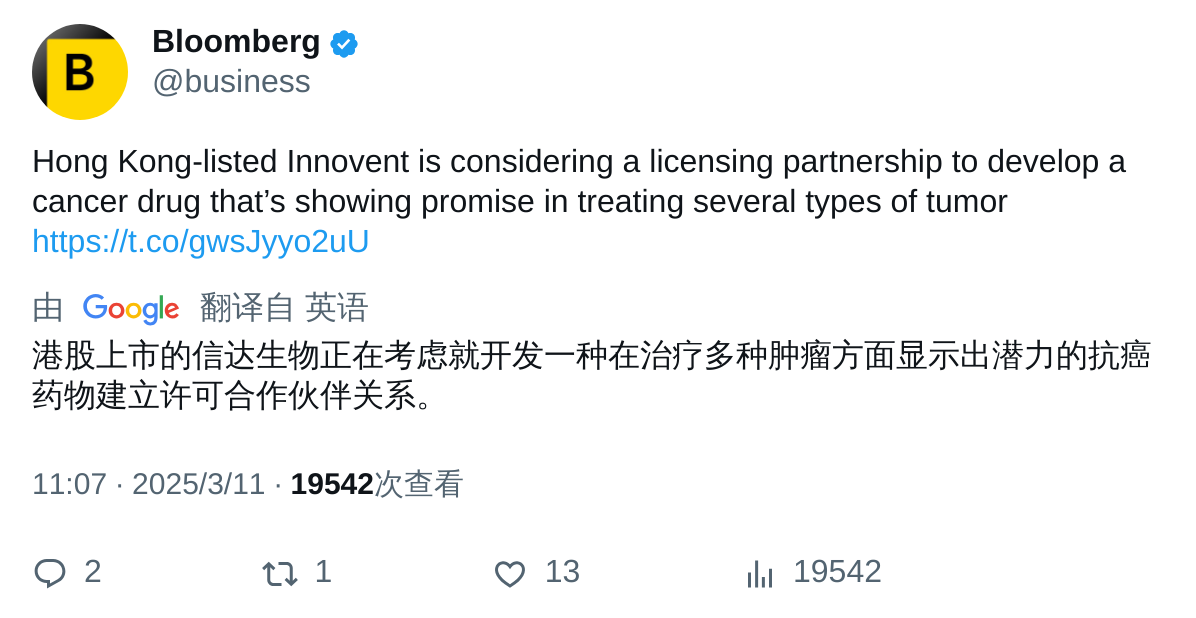 B
Bloomberg
@business
Hong Kong-listed Innovent is considering a licensing partnership to develop a
cancer drug that’s showing promise in treating several types of tumor
https://t.co/gwsJyyo2uU
由 Google 翻译自 英语
港股上市的信达生物正在考虑就开发一种在治疗多种肿瘤方面显示出潜力的抗癌
药物建立许可合作伙伴关系。
11:07 · 2025/3/11 · 19542次查看
2 1 13 19542